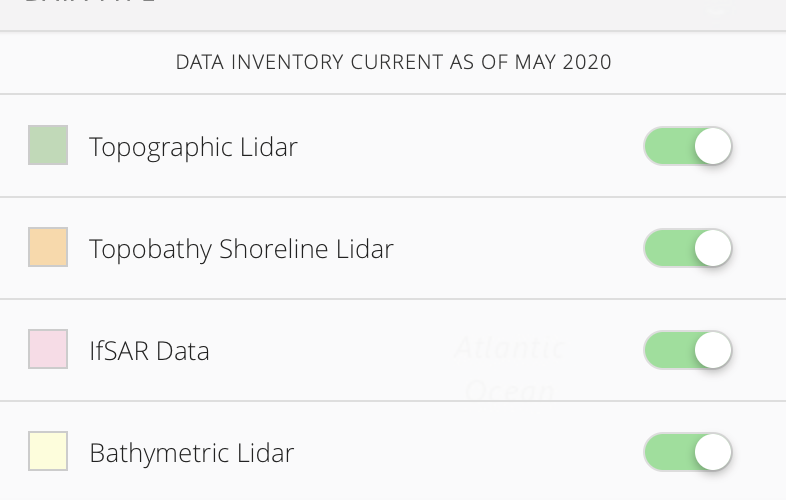 DATA INVENTORY CURRENT AS OF MAY 2020
Topographic Lidar
Topobathy Shoreline Lidar
IfSAR Data
Atlantic
Ocean
Bathymetric Lidar